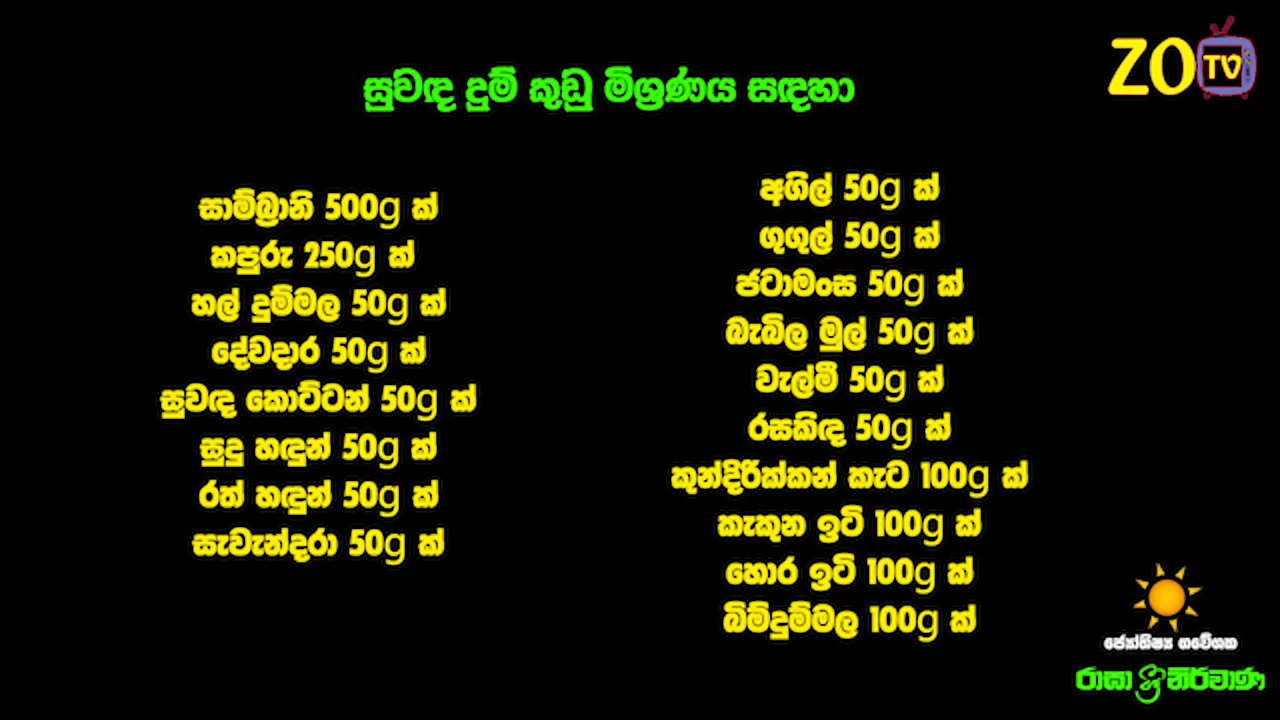 ZO TV
සුවඳ දුම් කුඩු මිශ්‍රණය සඳහා
සාම්බ්‍රානි 500g ක්
කපුරු 250g ක්
හල් දුම්මල 50g ක්
දේවදාර 50g ක්
සුවඳ කොට්ටන් 50g ක්
සුදු හඳුන් 50g ක්
රත් හඳුන් 50g ක්
සැවැන්දරා 50g ක්
අගිල් 50g ක්
ගුගුල් 50g ක්
ජටාමංස 50g ක්
බැබිල මුල් 50g ක්
වැල්මී 50g ක්
රසකිඳ 50g ක්
කුන්දිරික්කන් කැට 100g ක්
කැකුන ඉටි 100g ක්
හොර ඉටි 100g ක්
බිම්දුම්මල 100g ක්
ජ්‍යෝතිෂ්‍ය ගවේශක
රාඝා ශ්‍රී නිර්වාණ